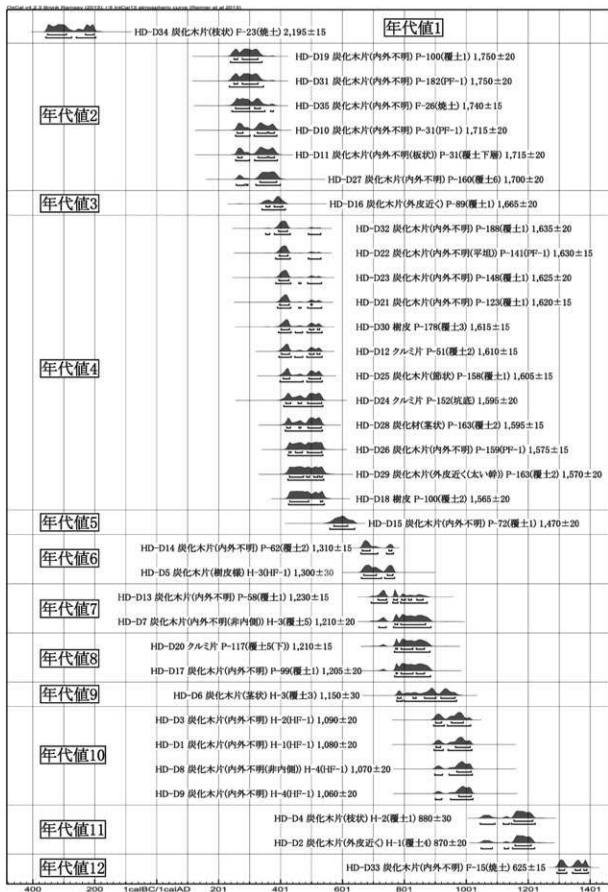 OxCal v4.2.3 Bronk Ramsey (2013); r:5 IntCal13 atmospheric curve (Reimer et al 2013)
HD-D34 炭化木片(枝状) F-23(焼土) 2,195±15
年代値1
HD-D19 炭化木片(内外不明) P-100(覆土1) 1,750±20
HD-D31 炭化木片(内外不明) P-182(PF-1) 1,750±20
HD-D35 炭化木片(内外不明) F-26(焼土) 1,740±15
年代値2
HD-D10 炭化木片(内外不明) P-31(PF-1) 1,715±20
HD-D11 炭化木片(内外不明(板状)) P-31(覆土下層) 1,715±20
HD-D27 炭化木片(内外不明) P-160(覆土6) 1,700±20
年代値3
HD-D16 炭化木片(外皮近く) P-89(覆土1) 1,665±20
HD-D32 炭化木片(内外不明) P-188(覆土1) 1,635±20
HD-D22 炭化木片(内外不明(平坦)) P-141(PF-1) 1,630±15
HD-D23 炭化木片(内外不明) P-148(覆土1) 1,625±20
HD-D21 炭化木片(内外不明) P-123(覆土1) 1,620±15
HD-D30 樹皮 P-178(覆土3) 1,615±15
HD-D12 クルミ片 P-51(覆土2) 1,610±15
年代値4
HD-D25 炭化木片(節状) P-158(覆土1) 1,605±15
HD-D24 クルミ片 P-152(坑底) 1,595±20
HD-D28 炭化材(茎状) P-163(覆土2) 1,595±15
HD-D26 炭化木片(内外不明) P-159(PF-1) 1,575±15
HD-D29 炭化木片(外皮近く(太い幹)) P-163(覆土2) 1,570±20
HD-D18 樹皮 P-100(覆土2) 1,565±20
年代値5
HD-D15 炭化木片(内外不明) P-72(覆土1) 1,470±20
HD-D14 炭化木片(内外不明) P-62(覆土2) 1,310±15
年代値6
HD-D5 炭化木片(樹皮様) H-3(HF-1) 1,300±30
HD-D13 炭化木片(内外不明) P-58(覆土1) 1,230±15
年代値7
HD-D7 炭化木片(内外不明(非内側)) H-3(覆土5) 1,210±20
HD-D20 クルミ片 P-117(覆土5(下)) 1,210±15
年代値8
HD-D17 炭化木片(内外不明) P-99(覆土1) 1,205±20
年代値9
HD-D6 炭化木片(茎状) H-3(覆土3) 1,150±30
HD-D3 炭化木片(内外不明) H-2(HF-1) 1,090±20
HD-D1 炭化木片(内外不明) H-1(HF-1) 1,080±20
年代値10
HD-D8 炭化木片(内外不明(非内側)) H-4(HF-1) 1,070±20
HD-D9 炭化木片(内外不明) H-4(HF-1) 1,060±20
HD-D4 炭化木片(枝状) H-2(覆土1) 880±30
年代値11
HD-D2 炭化木片(外皮近く) H-1(覆土4) 870±20
年代値12
HD-D33 炭化木片(内外不明) F-15(焼土) 625±15
400 200 1calBC/1calAD 201 401 601 801 1001 1201 1401